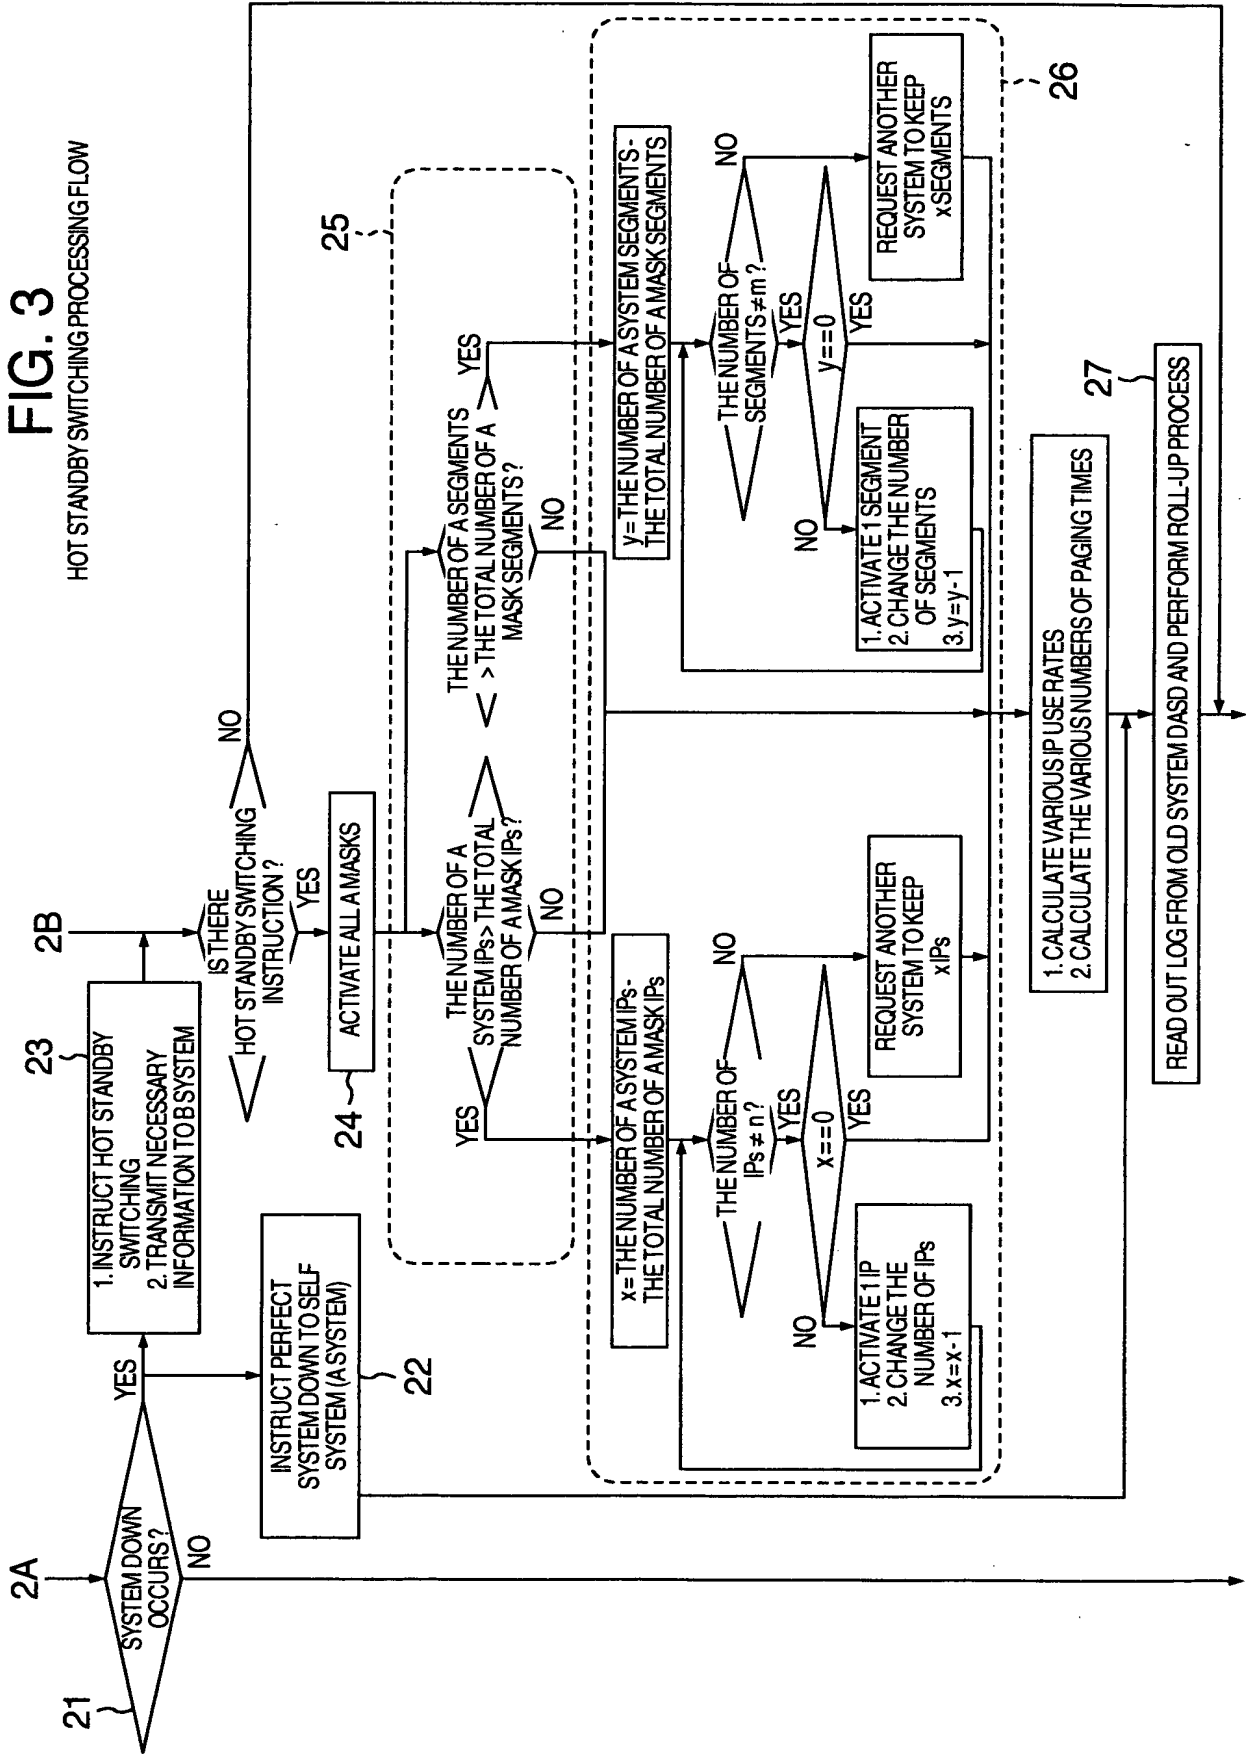 FIG. 3
HOT STANDBY SWITCHING PROCESSING FLOW
2A
21
SYSTEM DOWN
OCCURS?
YES
NO
INSTRUCT PERFECT
SYSTEM DOWN TO SELF
SYSTEM (A SYSTEM)
22
23
1. INSTRUCT HOT STANDBY
SWITCHING
2. TRANSMIT NECESSARY
INFORMATION TO B SYSTEM
2B
IS THERE
HOT STANDBY SWITCHING
INSTRUCTION?
NO
YES
ACTIVATE ALL A MASKS
24
25
THE NUMBER OF A
SYSTEM IPs> THE TOTAL
NUMBER OF A MASK IPs?
YES
NO
THE NUMBER OF A SEGMENTS
> THE TOTAL NUMBER OF A
MASK SEGMENTS?
YES
NO
26
x=THE NUMBER OF A SYSTEM IPs-
THE TOTAL NUMBER OF A MASK IPs
THE NUMBER OF
IPs ≠ n?
NO
YES
x==0
NO
YES
1. ACTIVATE 1 IP
2. CHANGE THE
NUMBER OF IPs
3. x=x-1
REQUEST ANOTHER
SYSTEM TO KEEP
xIPs
y=THE NUMBER OF A SYSTEM SEGMENTS-
THE TOTAL NUMBER OF A MASK SEGMENTS
THE NUMBER OF
SEGMENTS≠m?
NO
YES
y==0
NO
YES
1. ACTIVATE 1 SEGMENT
2. CHANGE THE NUMBER
OF SEGMENTS
3. y=y-1
REQUEST ANOTHER
SYSTEM TO KEEP
xSEGMENTS
1. CALCULATE VARIOUS IP USE RATES
2. CALCULATE THE VARIOUS NUMBERS OF PAGING TIMES
27
READ OUT LOG FROM OLD SYSTEM DASD AND PERFORM ROLL-UP PROCESS